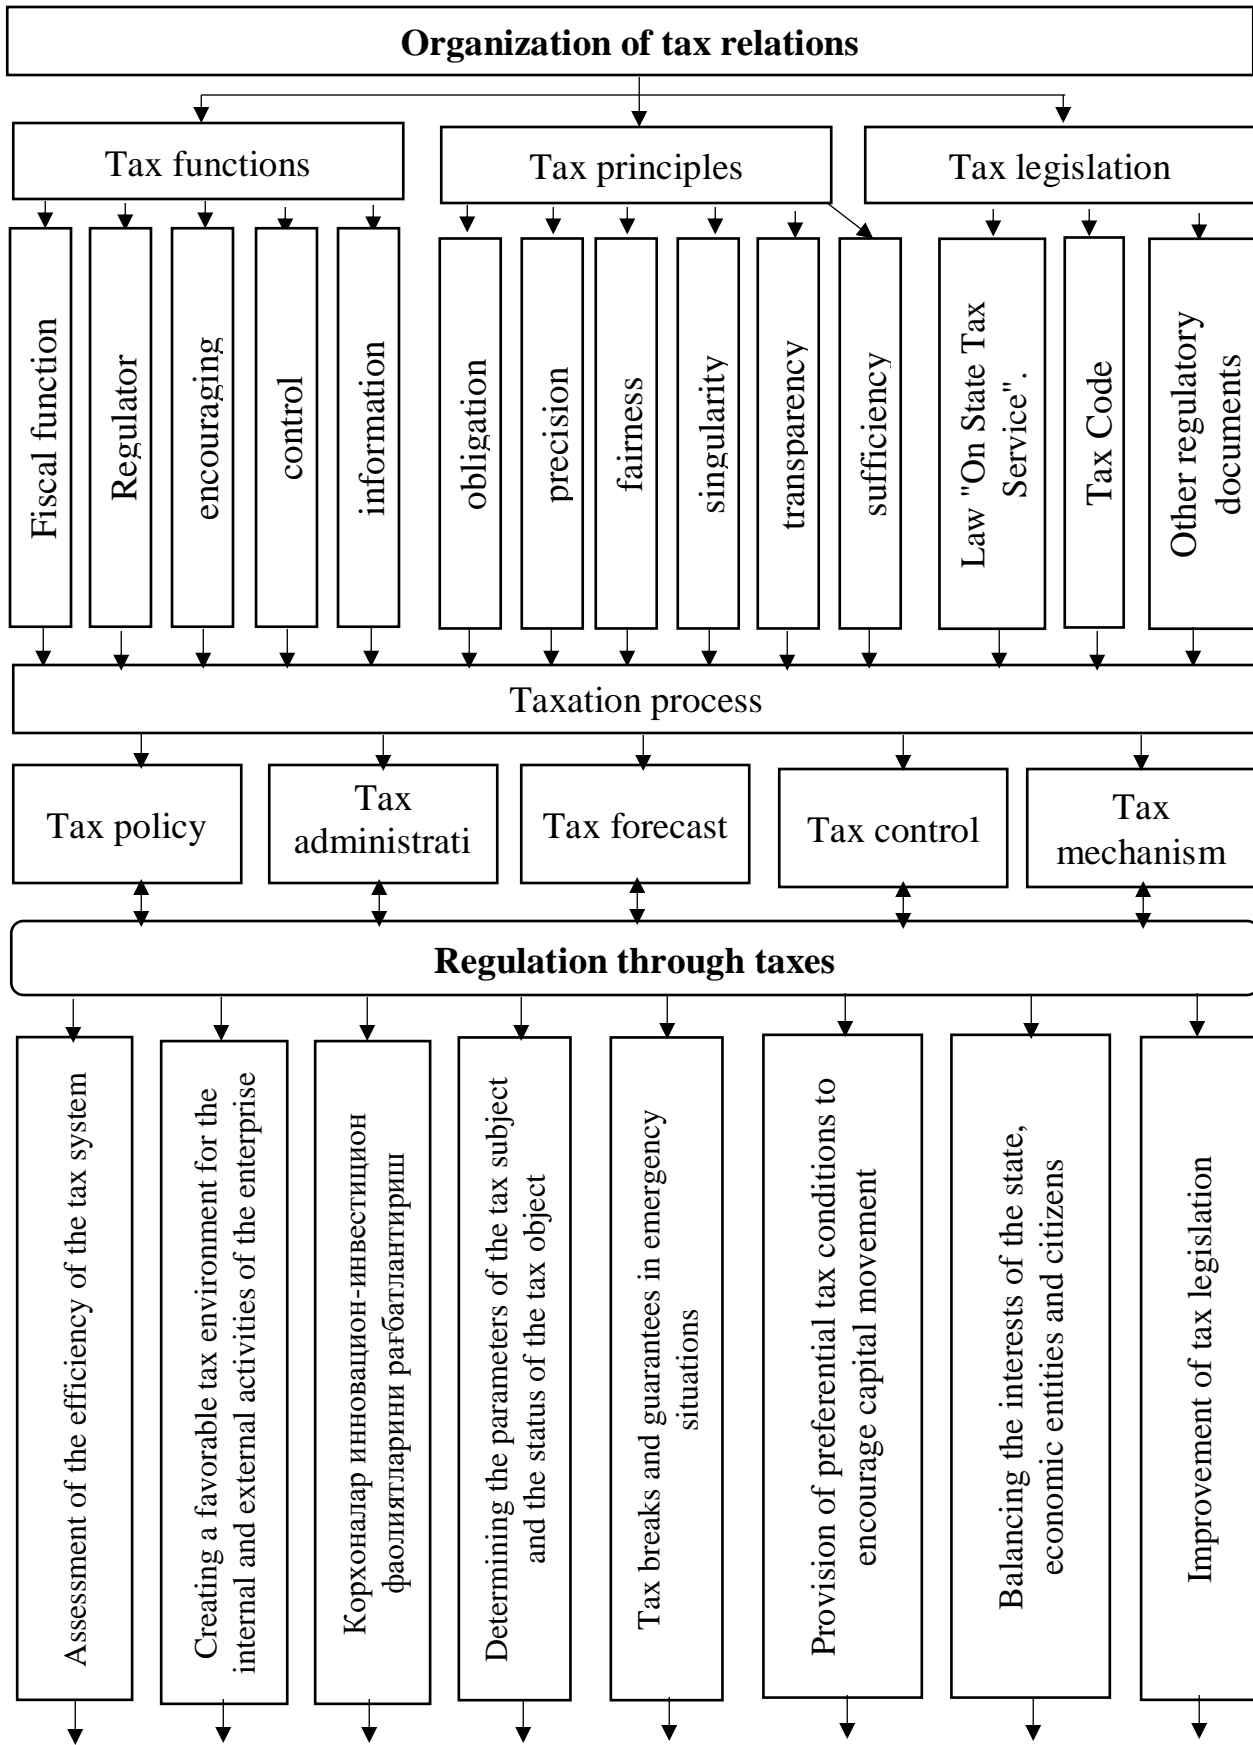 Organization of tax relations
Tax functions
Tax principles
Tax legislation
Fiscal function
Regulator
encouraging
control
information
obligation
precision
fairness
singularity
transparency
sufficiency
Law "On State Tax
Service".
Tax Code
Other regulatory
documents
Taxation process
Tax policy
Tax
administrati
Tax forecast
Tax control
Tax
mechanism
Regulation through taxes
Assessment of the efficiency of the tax system
Creating a favorable tax environment for the
internal and external activities of the enterprise
Корхоналар инновацион-инвестицион
фаолиятларини рағбатлантириш
Determining the parameters of the tax subject
and the status of the tax object
Tax breaks and guarantees in emergency
situations
Provision of preferential tax conditions to
encourage capital movement
Balancing the interests of the state,
economic entities and citizens
Improvement of tax legislation